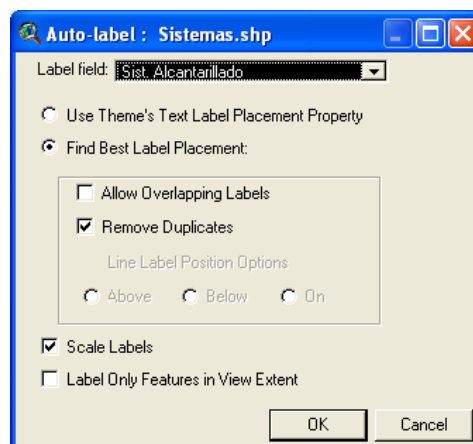 Auto-label : Sistemas.shp
Label field: Sist. Alcantarillado
Use Theme's Text Label Placement Property
Find Best Label Placement:
Allow Overlapping Labels
Remove Duplicates
Line Label Position Options
Above Below On
Scale Labels
Label Only Features in View Extent
OK Cancel